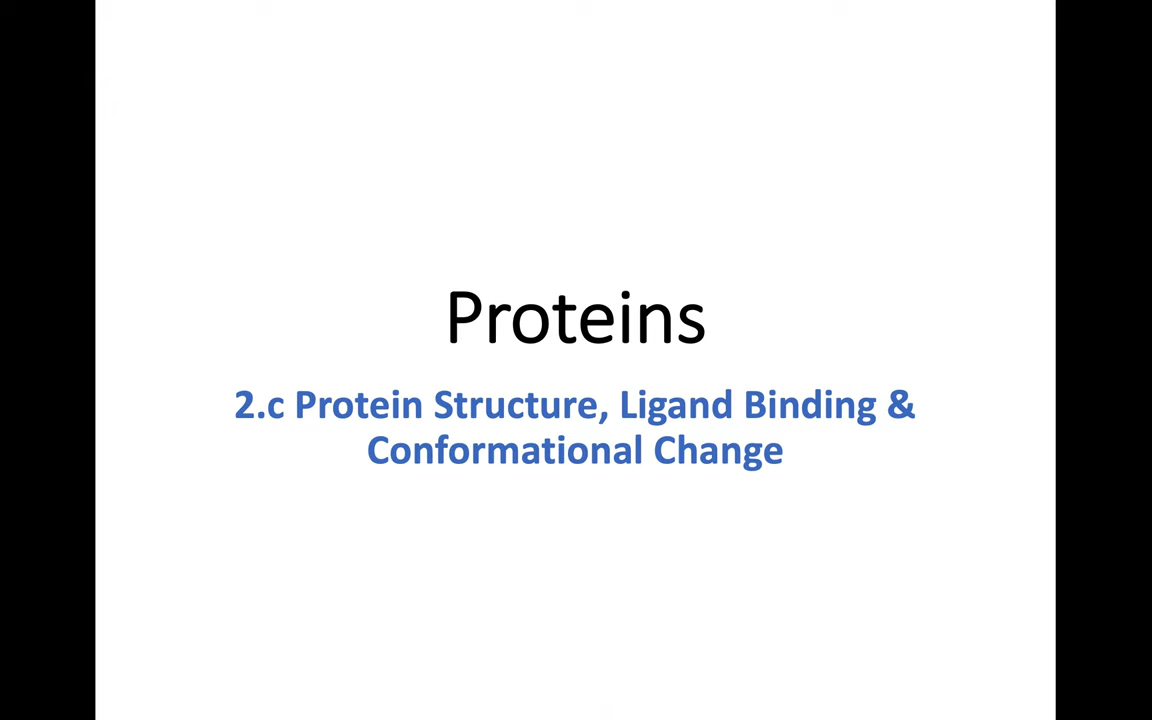 Proteins
2.c Protein Structure, Ligand Binding &
Conformational Change